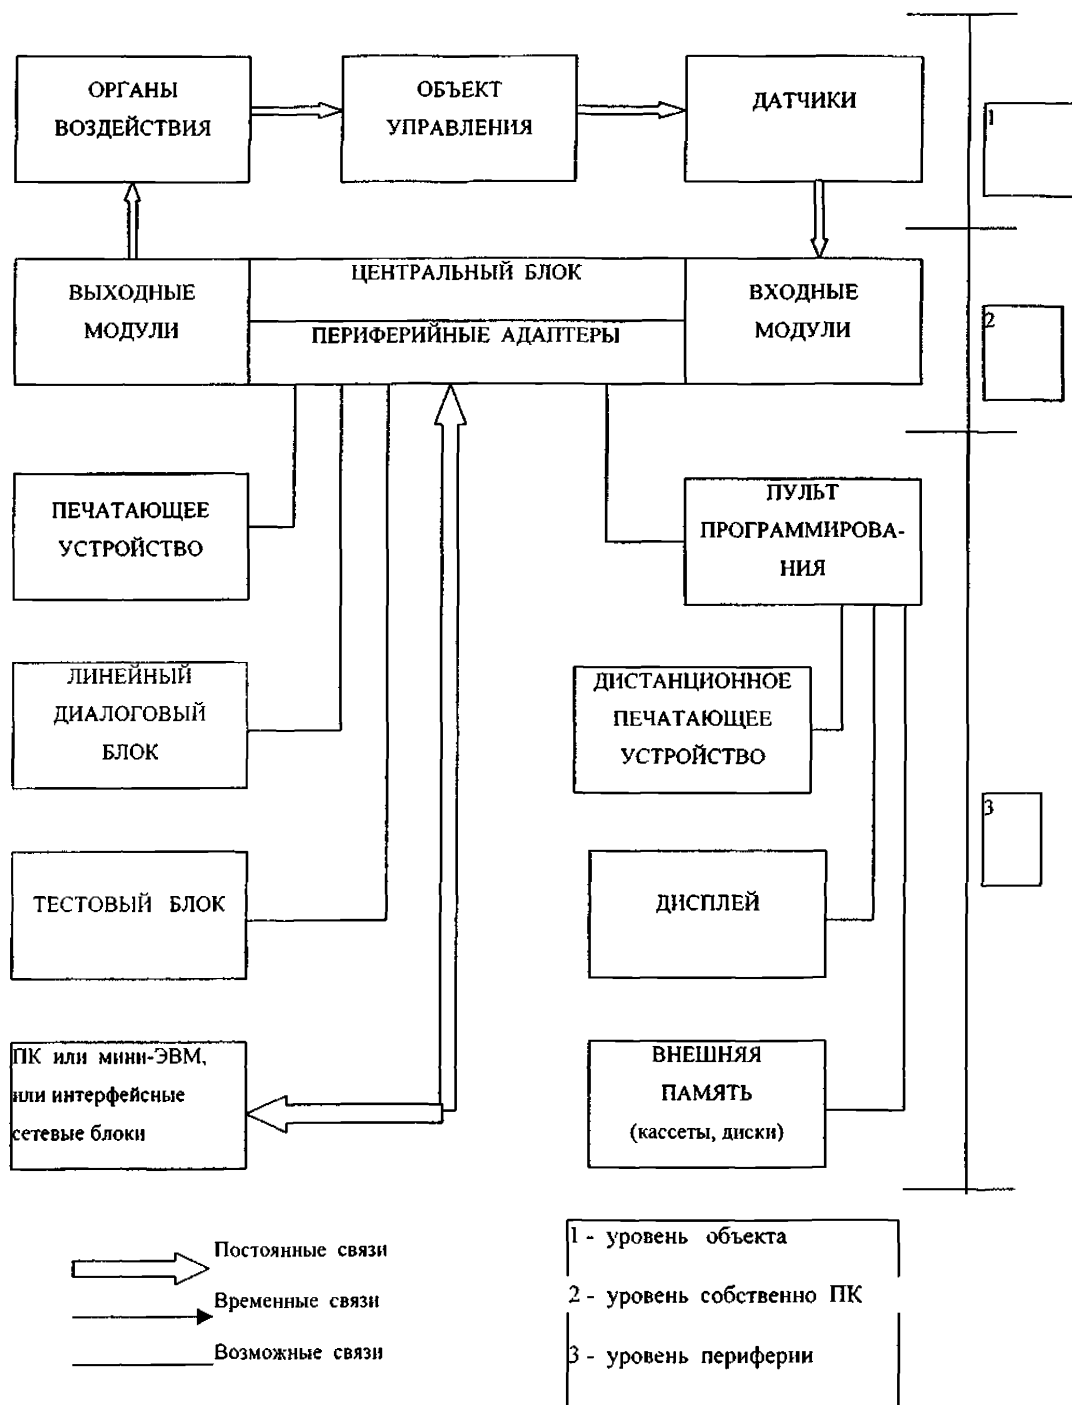 ОРГАНЫ
ВОЗДЕЙСТВИЯ
ОБЪЕКТ
УПРАВЛЕНИЯ
ДАТЧИКИ
1
ВЫХОДНЫЕ
МОДУЛИ
ЦЕНТРАЛЬНЫЙ БЛОК
ПЕРИФЕРИЙНЫЕ АДАПТЕРЫ
ВХОДНЫЕ
МОДУЛИ
2
ПЕЧАТАЮЩЕЕ
УСТРОЙСТВО
ПУЛЬТ
ПРОГРАММИРОВА-
НИЯ
ЛИНЕЙНЫЙ
ДИАЛОГОВЫЙ
БЛОК
ДИСТАНЦИОННОЕ
ПЕЧАТАЮЩЕЕ
УСТРОЙСТВО
3
ТЕСТОВЫЙ БЛОК
ДИСПЛЕЙ
ПК или мини-ЭВМ,
или интерфейсные
сетевые блоки
ВНЕШНЯЯ
ПАМЯТЬ
(кассеты, диски)
Постоянные связи
Временные связи
Возможные связи
1 - уровень объекта
2 - уровень собственно ПК
3 - уровень периферии